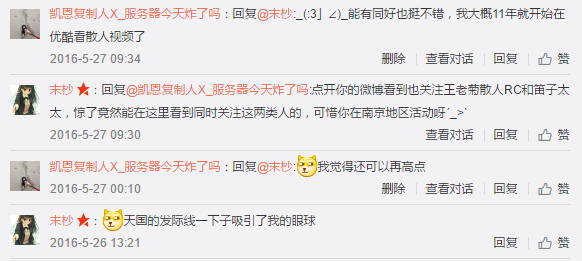 凯恩复制人X_服务器今天炸了吗：回复@末杪:_(:3」∠)_能有同好也挺不错，我大概11年就开始在
优酷看散人视频了
2016-5-27 09:34 删除 查看对话 回复 赞
末杪：回复@凯恩复制人X_服务器今天炸了吗:点开你的微博看到也关注王老菊散人RC和笛子太
太，惊了竟然能在这里看到同时关注这两类人的，可惜你在南京地区活动呀´_>`
2016-5-27 09:30 查看对话 回复 赞
凯恩复制人X_服务器今天炸了吗：回复@末杪:我觉得还可以再高点
2016-5-27 00:10 删除 查看对话 回复 赞
末杪：天国的发际线一下子吸引了我的眼球
2016-5-26 13:21 回复 赞